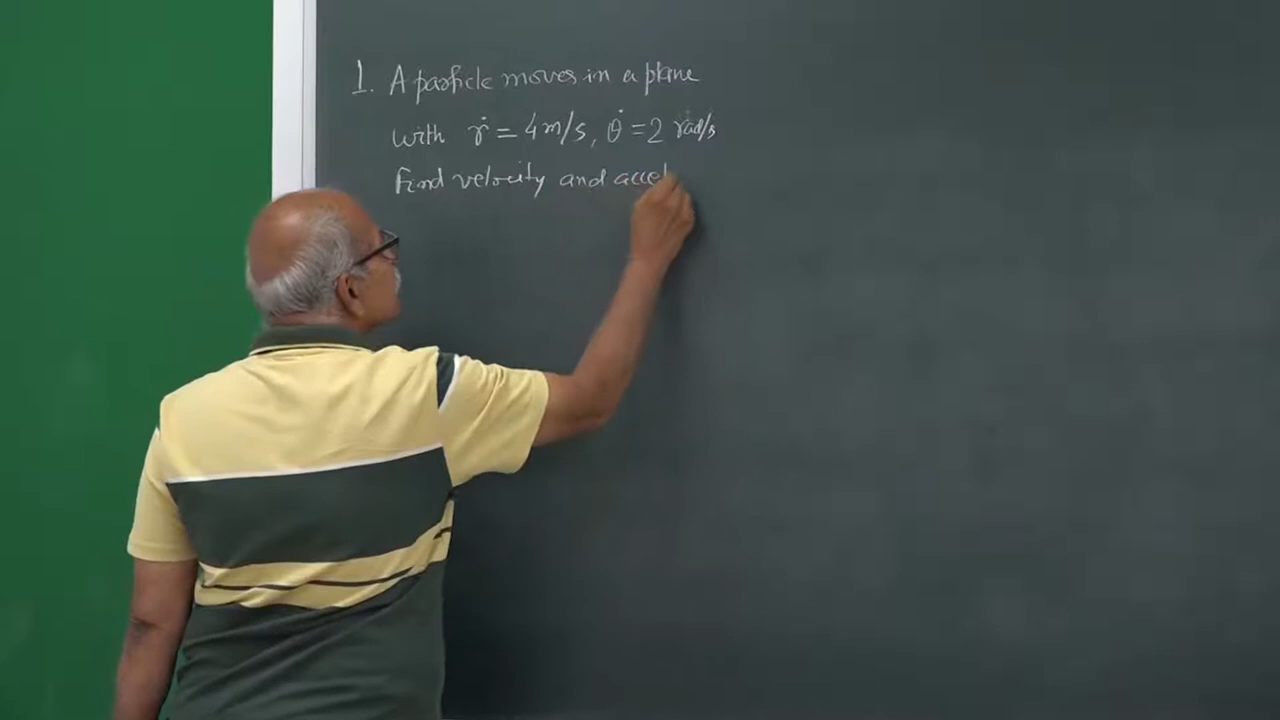 1. A particle moves in a plane
with ṙ = 4 m/s, θ̇ = 2 rad/s
Find velocity and accel